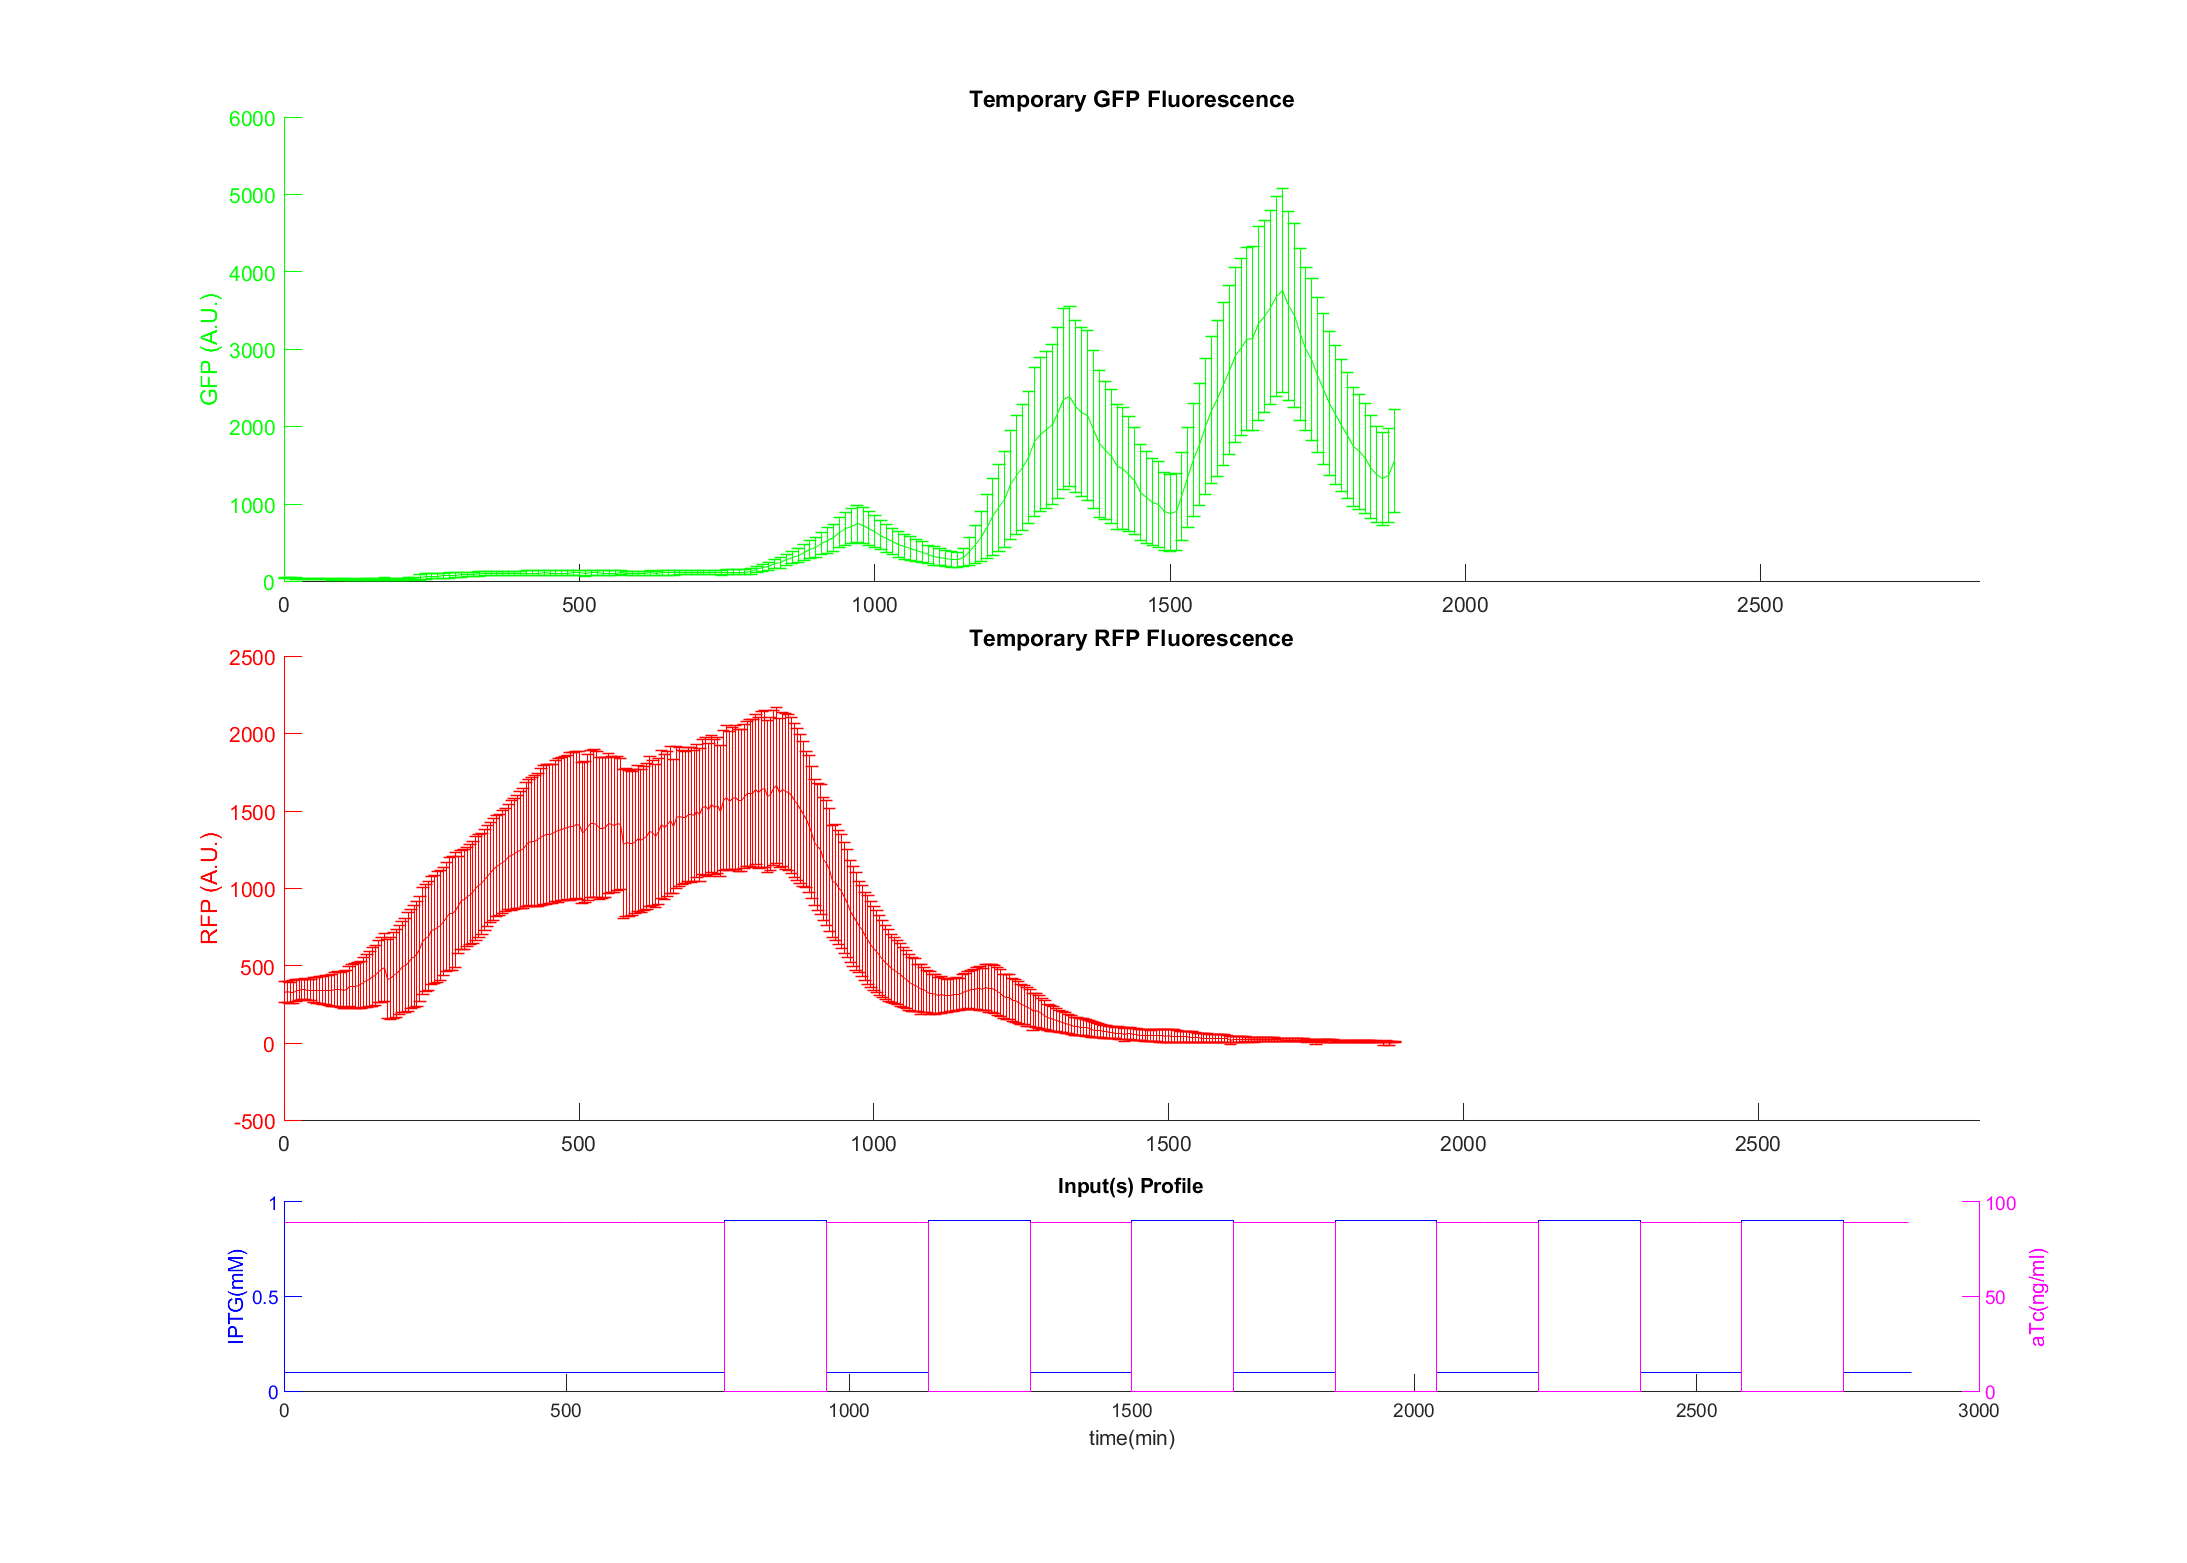 Temporary GFP Fluorescence
6000
5000
4000
3000
2000
1000
0
GFP (A.U.)
0 500 1000 1500 2000 2500
Temporary RFP Fluorescence
2500
2000
1500
1000
500
0
-500
RFP (A.U.)
0 500 1000 1500 2000 2500
Input(s) Profile
1
0.5
0
IPTG(mM)
100
50
0
aTc(ng/ml)
0 500 1000 1500 2000 2500 3000
time(min)